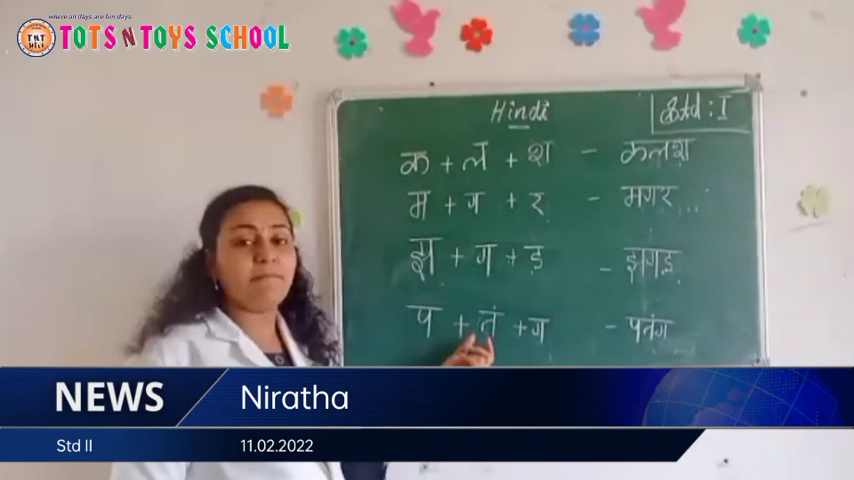 where all days are fun days.
TNT
TOTS N TOYS SCHOOL
Hindi
Std : I
क + ल + श - कलश
म + ग + र - मगर
झ + ग + ड़ - झगड़
प + तं + ग - पतंग
NEWS
Niratha
Std II
11.02.2022